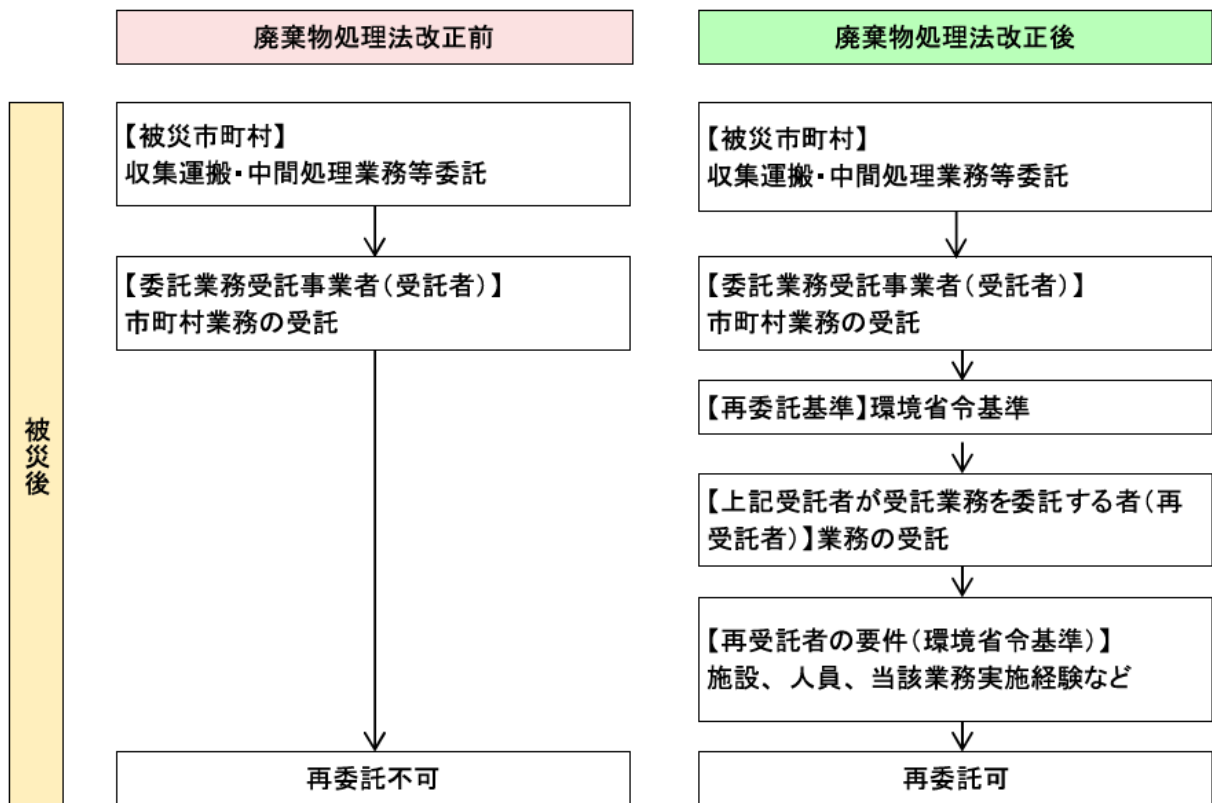 廃棄物処理法改正前
廃棄物処理法改正後
被災後
【被災市町村】
収集運搬・中間処理業務等委託
【委託業務受託事業者(受託者)】
市町村業務の受託
再委託不可
【被災市町村】
収集運搬・中間処理業務等委託
【委託業務受託事業者(受託者)】
市町村業務の受託
【再委託基準】環境省令基準
【上記受託者が受託業務を委託する者(再
受託者)】業務の受託
【再受託者の要件(環境省令基準)】
施設、人員、当該業務実施経験など
再委託可